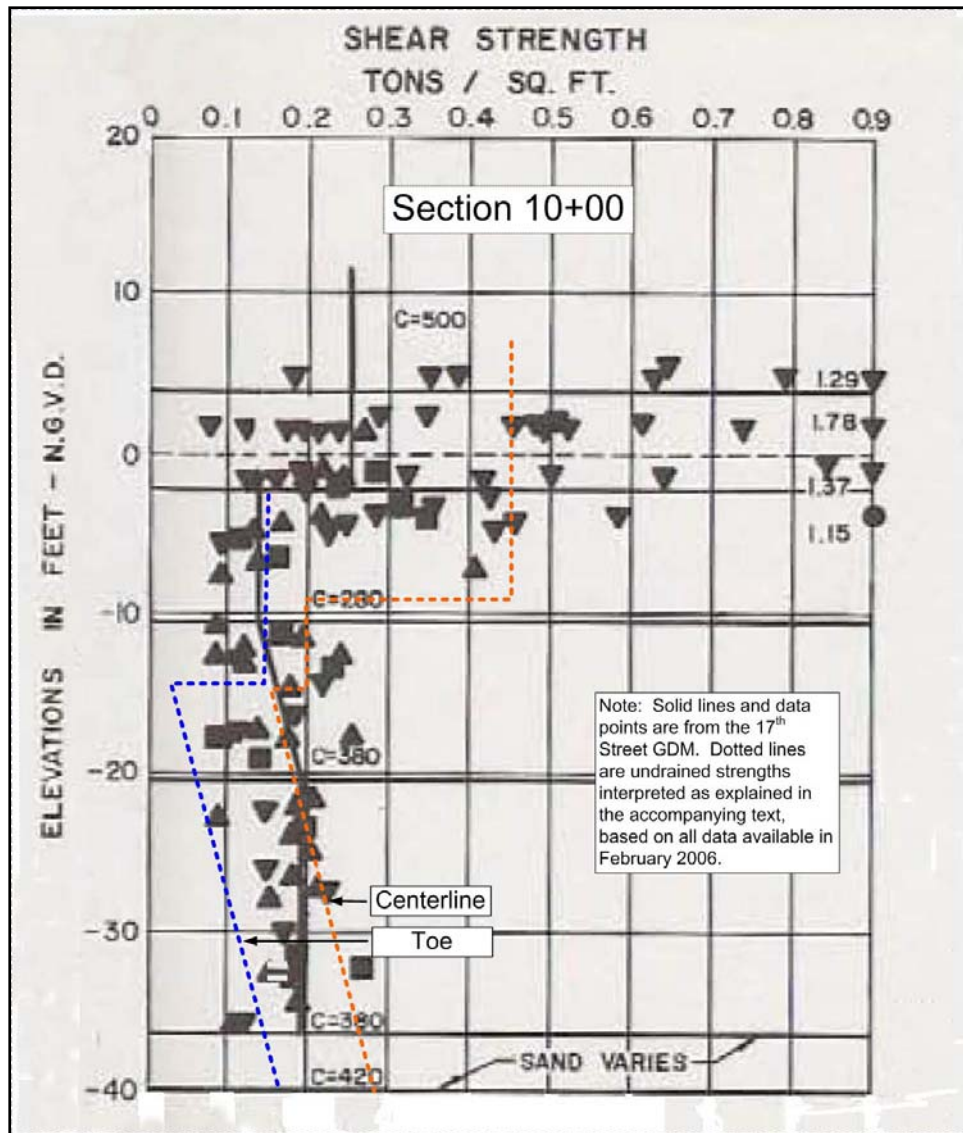 SHEAR STRENGTH
TONS / SQ. FT.
0 0.1 0.2 0.3 0.4 0.5 0.6 0.7 0.8 0.9
20
Section 10+00
10
C=500
1.29
1.78
0
1.37
1.15
C=280
-10
ELEVATIONS IN FEET - N.G.V.D.
Note: Solid lines and data
points are from the 17th
Street GDM. Dotted lines
are undrained strengths
interpreted as explained in
the accompanying text,
based on all data available in
February 2006.
C=380
-20
Centerline
Toe
-30
C=380
SAND VARIES
C=420
-40